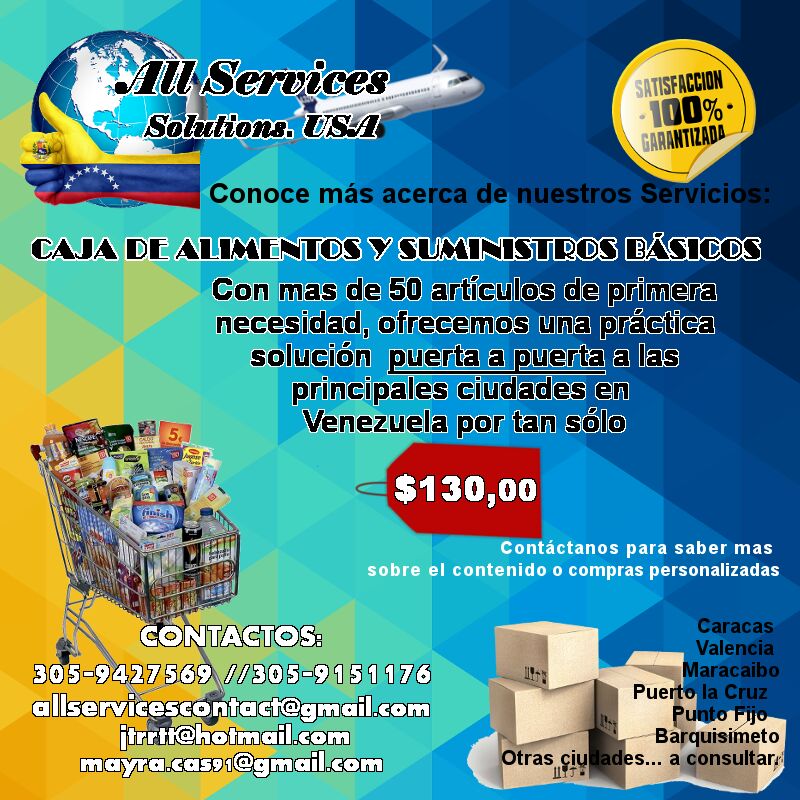 All Services
Solutions. USA
SATISFACCION
100%
GARANTIZADA
Conoce más acerca de nuestros Servicios:
CAJA DE ALIMENTOS Y SUMINISTROS BÁSICOS
Con mas de 50 artículos de primera
necesidad, ofrecemos una práctica
solución puerta a puerta a las
principales ciudades en
Venezuela por tan sólo
$130,00
Contáctanos para saber mas
sobre el contenido o compras personalizadas
finish
CONTACTOS:
305-9427569 //305-9151176
allservicescontact@gmail.com
jtrrtt@hotmail.com
mayra.cas91@gmail.com
Caracas
Valencia
Maracaibo
Puerto la Cruz
Punto Fijo
Barquisimeto
Otras ciudades... a consultar